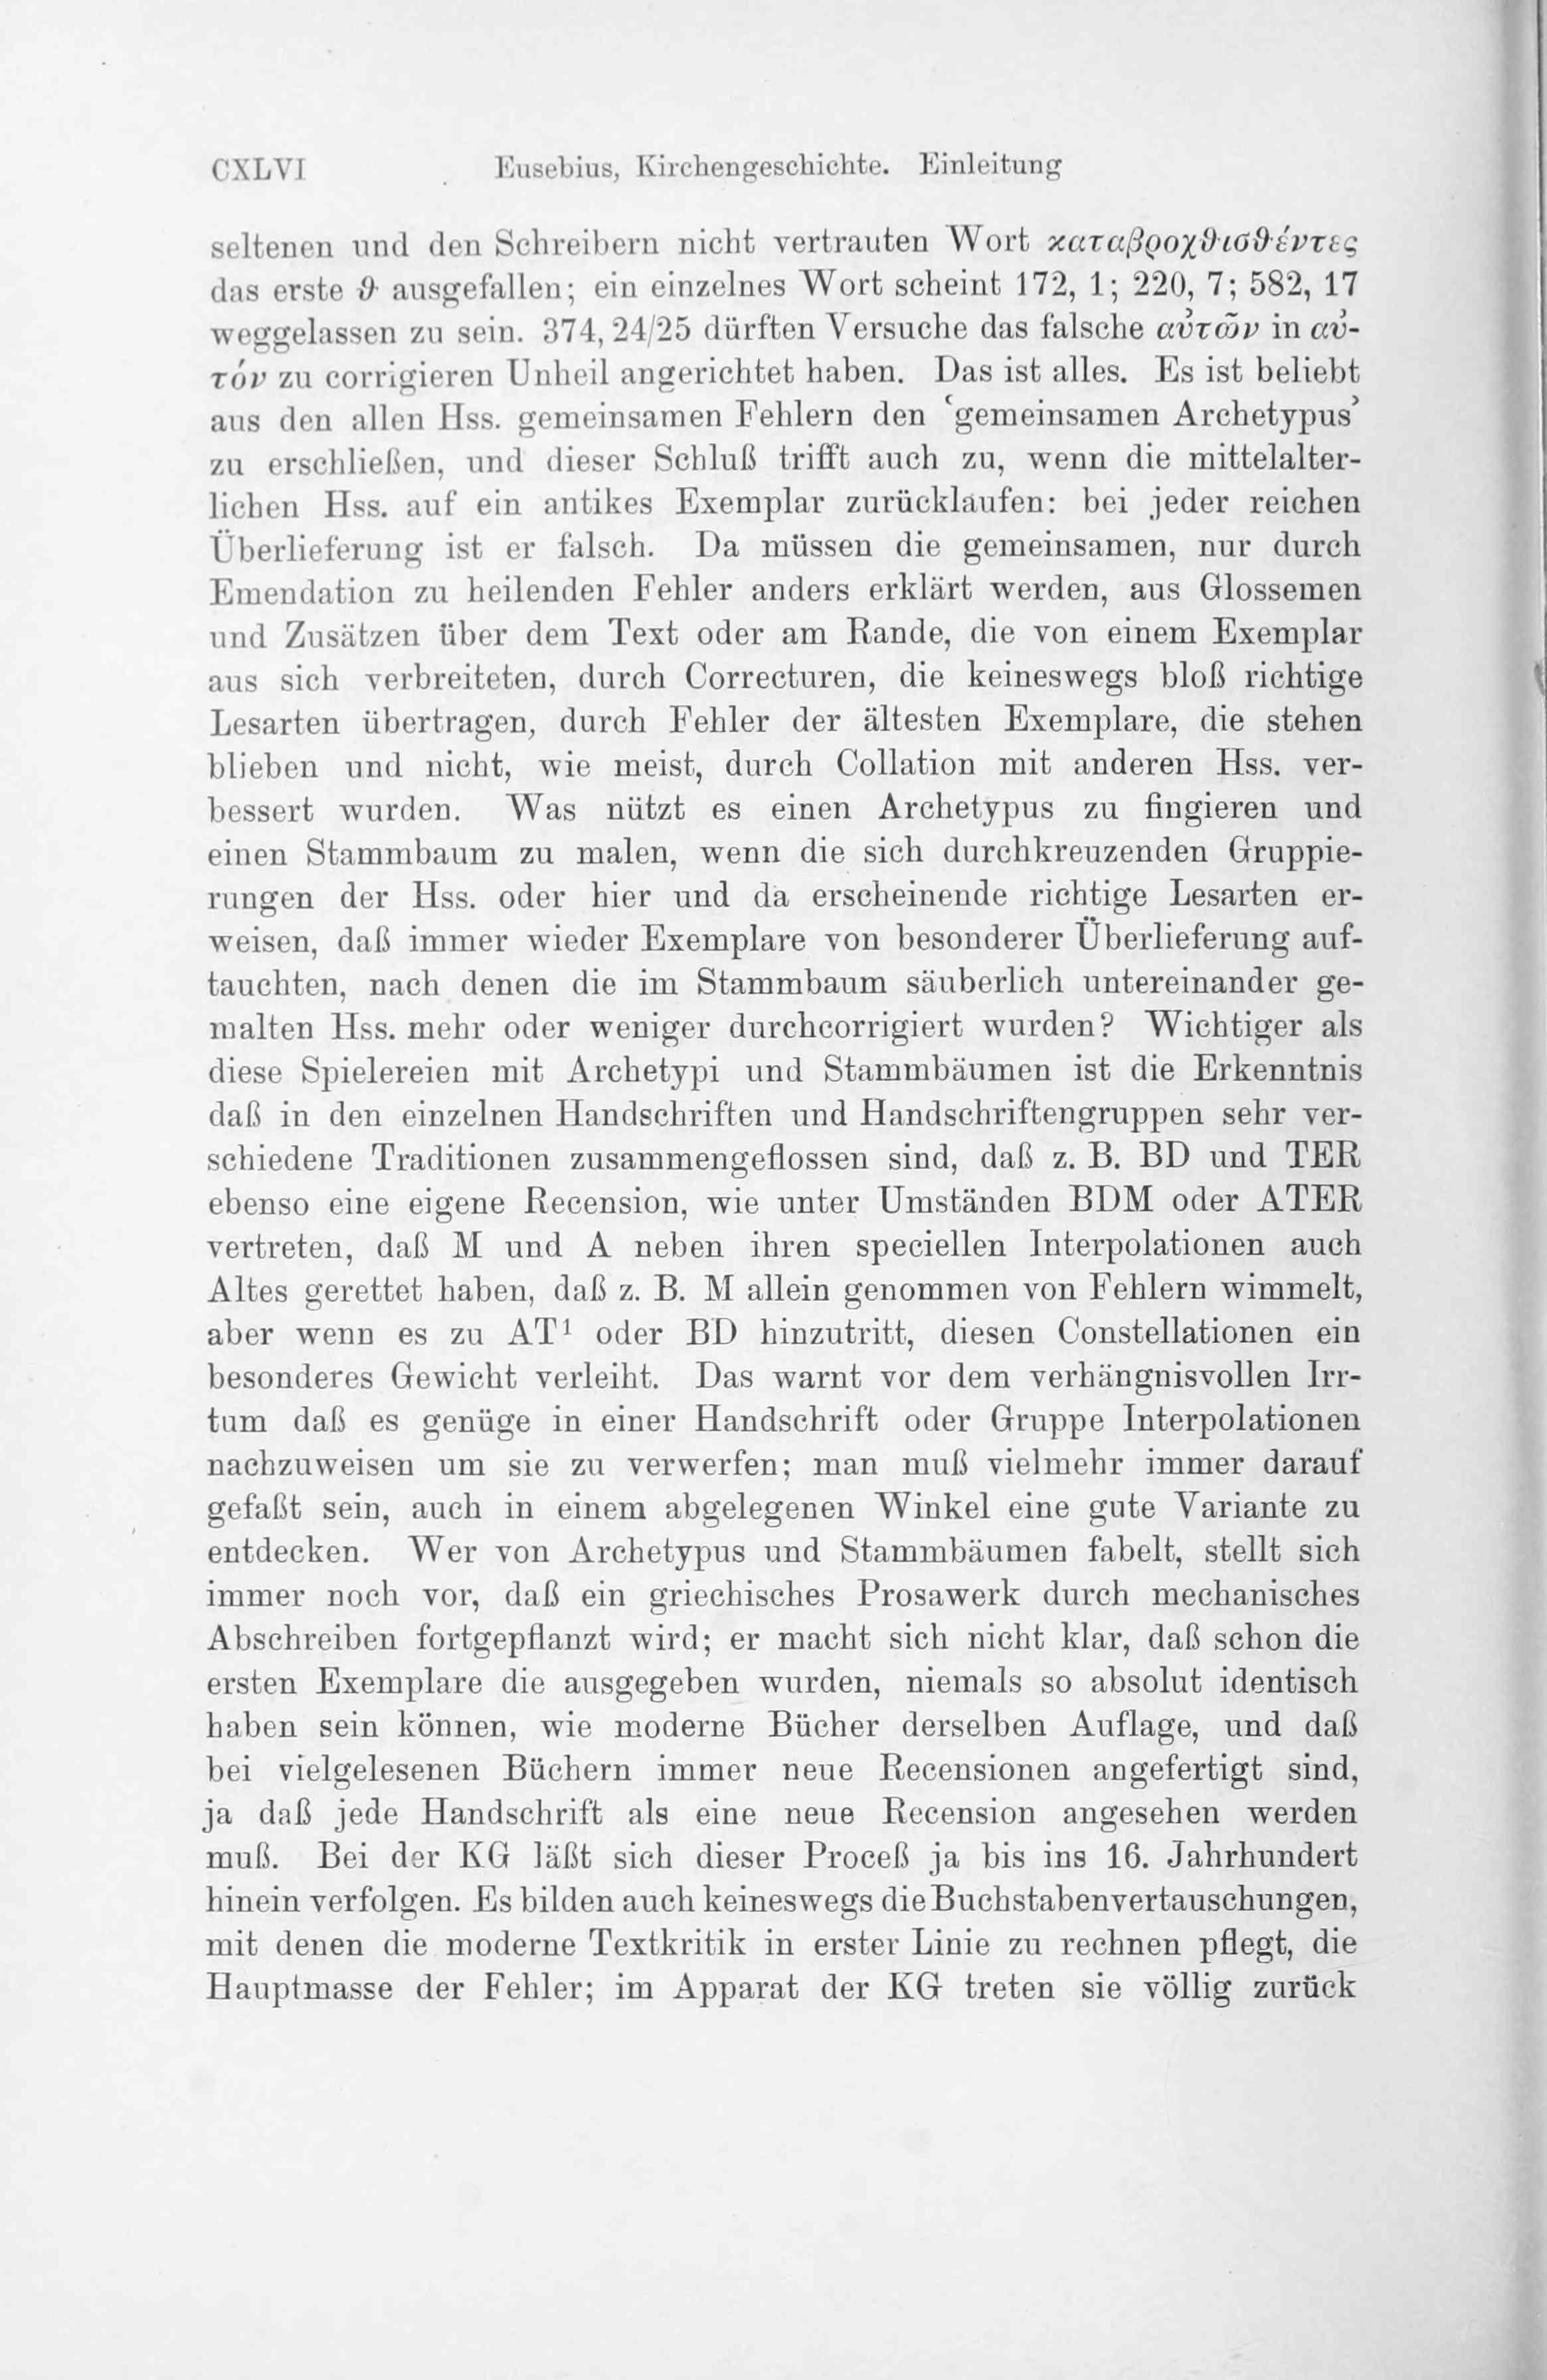 CXLVI Eusebius, Kirchengeschichte. Einleitung
seltenen und den Schreibern nicht vertrauten Wort καταβροχθισθέντες
das erste θ ausgefallen; ein einzelnes Wort scheint 172, 1; 220, 7; 582, 17
weggelassen zu sein. 374, 24/25 dürften Versuche das falsche αὐτῶν in αὐ-
τόν zu corrigieren Unheil angerichtet haben. Das ist alles. Es ist beliebt
aus den allen Hss. gemeinsamen Fehlern den ‘gemeinsamen Archetypus’
zu erschließen, und dieser Schluß trifft auch zu, wenn die mittelalter-
lichen Hss. auf ein antikes Exemplar zurücklaufen: bei jeder reichen
Überlieferung ist er falsch. Da müssen die gemeinsamen, nur durch
Emendation zu heilenden Fehler anders erklärt werden, aus Glossemen
und Zusätzen über dem Text oder am Rande, die von einem Exemplar
aus sich verbreiteten, durch Correcturen, die keineswegs bloß richtige
Lesarten übertragen, durch Fehler der ältesten Exemplare, die stehen
blieben und nicht, wie meist, durch Collation mit anderen Hss. ver-
bessert wurden. Was nützt es einen Archetypus zu fingieren und
einen Stammbaum zu malen, wenn die sich durchkreuzenden Gruppie-
rungen der Hss. oder hier und da erscheinende richtige Lesarten er-
weisen, daß immer wieder Exemplare von besonderer Überlieferung auf-
tauchten, nach denen die im Stammbaum säuberlich untereinander ge-
malten Hss. mehr oder weniger durchcorrigiert wurden? Wichtiger als
diese Spielereien mit Archetypi und Stammbäumen ist die Erkenntnis
daß in den einzelnen Handschriften und Handschriftengruppen sehr ver-
schiedene Traditionen zusammengeflossen sind, daß z. B. BD und TER
ebenso eine eigene Recension, wie unter Umständen BDM oder ATER
vertreten, daß M und A neben ihren speciellen Interpolationen auch
Altes gerettet haben, daß z. B. M allein genommen von Fehlern wimmelt,
aber wenn es zu AT¹ oder BD hinzutritt, diesen Constellationen ein
besonderes Gewicht verleiht. Das warnt vor dem verhängnisvollen Irr-
tum daß es genüge in einer Handschrift oder Gruppe Interpolationen
nachzuweisen um sie zu verwerfen; man muß vielmehr immer darauf
gefaßt sein, auch in einem abgelegenen Winkel eine gute Variante zu
entdecken. Wer von Archetypus und Stammbäumen fabelt, stellt sich
immer noch vor, daß ein griechisches Prosawerk durch mechanisches
Abschreiben fortgepflanzt wird; er macht sich nicht klar, daß schon die
ersten Exemplare die ausgegeben wurden, niemals so absolut identisch
haben sein können, wie moderne Bücher derselben Auflage, und daß
bei vielgelesenen Büchern immer neue Recensionen angefertigt sind,
ja daß jede Handschrift als eine neue Recension angesehen werden
muß. Bei der KG läßt sich dieser Proceß ja bis ins 16. Jahrhundert
hinein verfolgen. Es bilden auch keineswegs die Buchstabenvertauschungen,
mit denen die moderne Textkritik in erster Linie zu rechnen pflegt, die
Hauptmasse der Fehler; im Apparat der KG treten sie völlig zurück